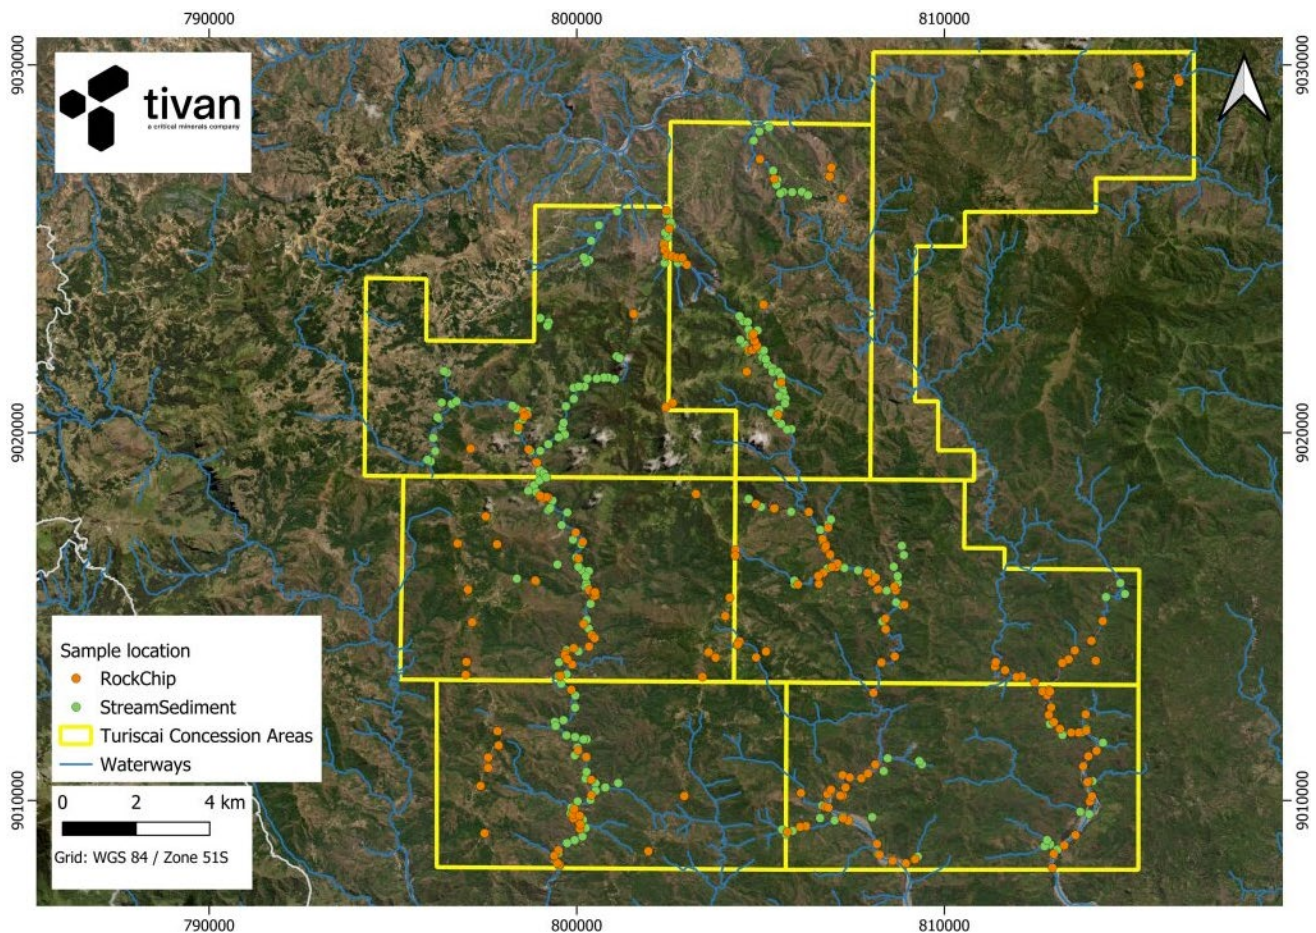 790000
800000
810000
9030000
9030000
tivan
a critical minerals company
9020000
9020000
Sample location
RockChip
StreamSediment
Turiscai Concession Areas
Waterways
0 2 4 km
Grid: WGS 84 / Zone 51S
9010000
9010000
790000
800000
810000